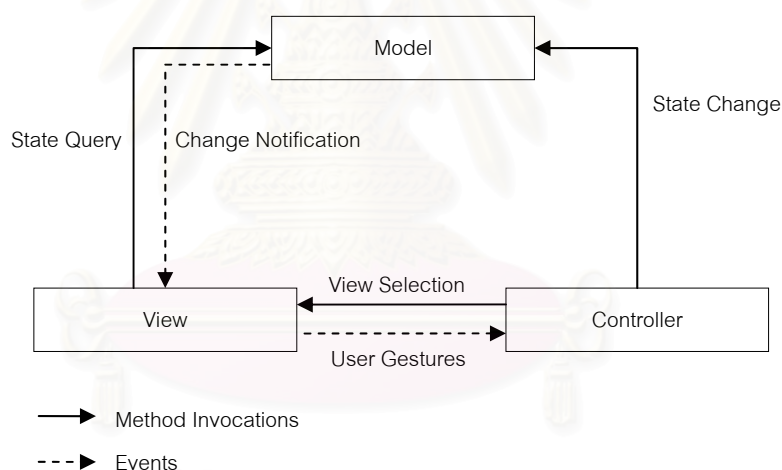 Model
State Change
State Query
Change Notification
View Selection
View
Controller
User Gestures
Method Invocations
Events